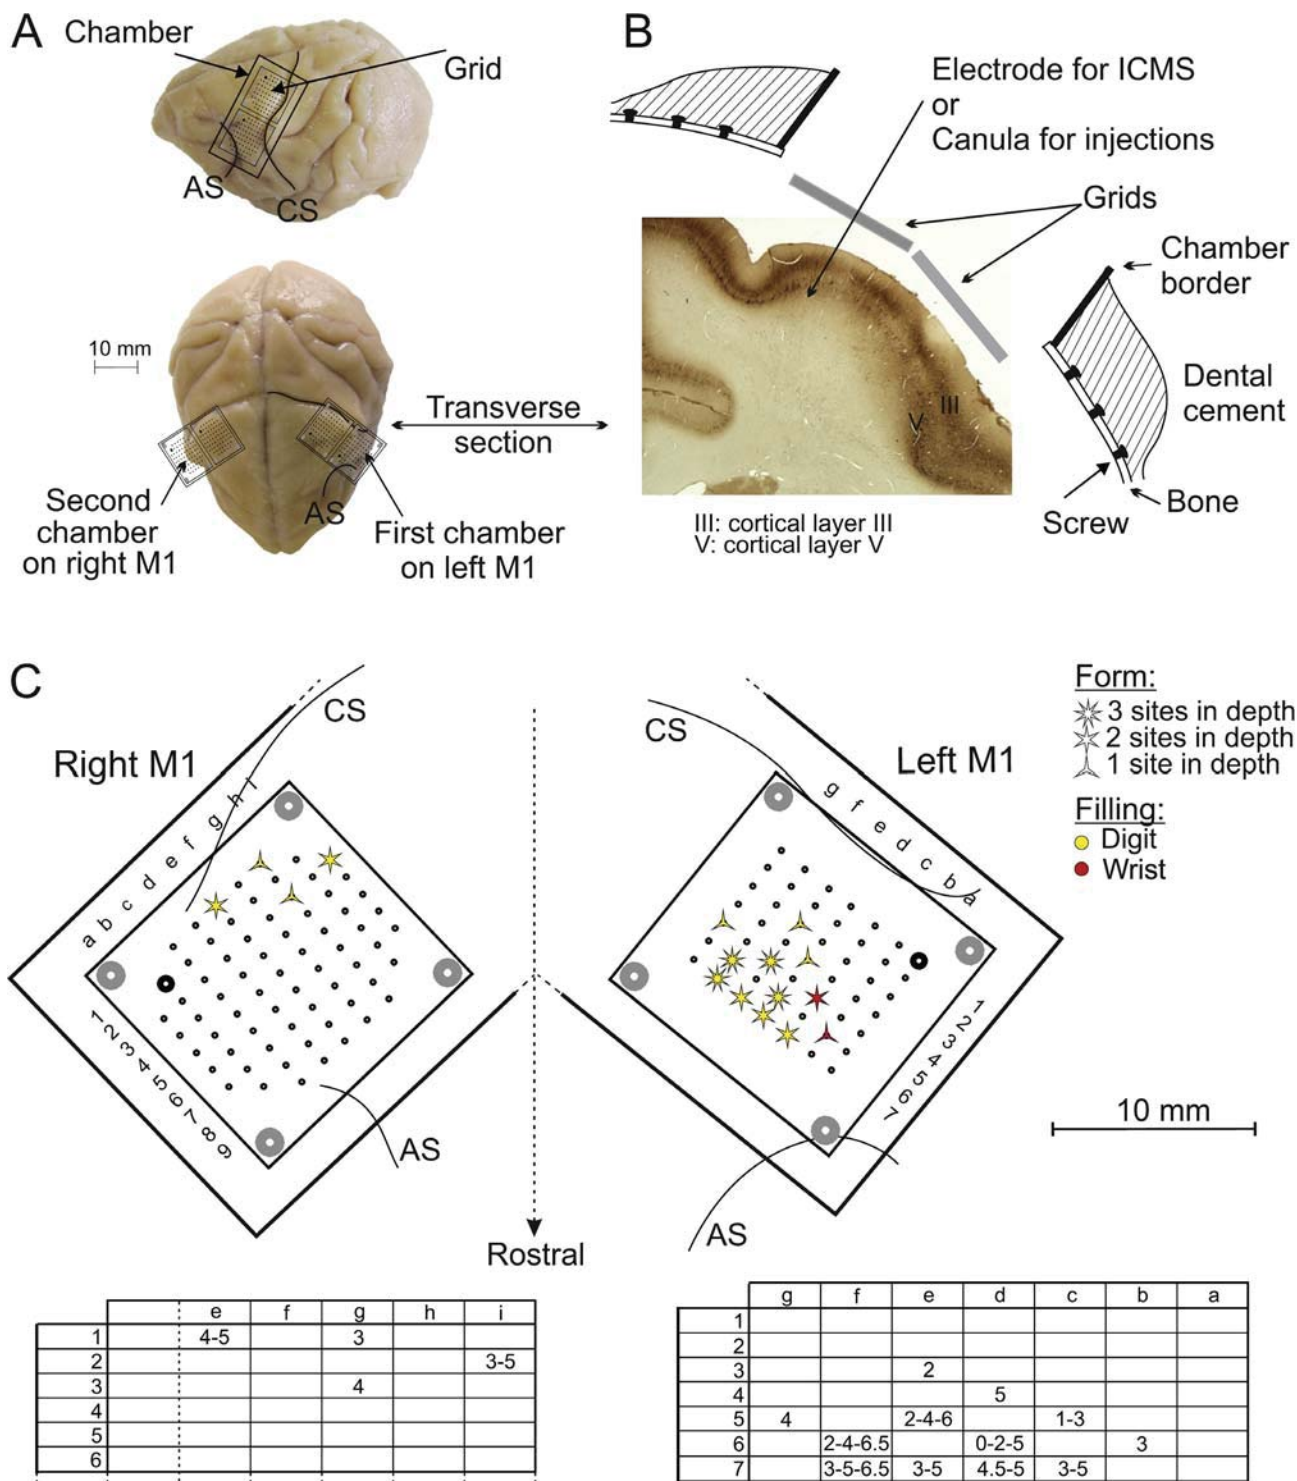 A
Chamber
Grid
AS
CS
10 mm
Second
chamber
on right M1
AS
First chamber
on left M1
Transverse
section
B
Electrode for ICMS
or
Canula for injections
Grids
Chamber
border
Dental
cement
III
V
Screw
Bone
III: cortical layer III
V: cortical layer V
C
Right M1
CS
a b c d e f g h I
1 2 3 4 5 6 7 8 9
AS
Rostral
Left M1
CS
g f e d c b a
1 2 3 4 5 6 7
AS
Form:
3 sites in depth
2 sites in depth
1 site in depth
Filling:
Digit
Wrist
10 mm
e f g h i
1 4-5 3
2 3-5
3 4
4
5
6
g f e d c b a
1
2
3 2
4 5
5 4 2-4-6 1-3
6 2-4-6.5 0-2-5 3
7 3-5-6.5 3-5 4.5-5 3-5